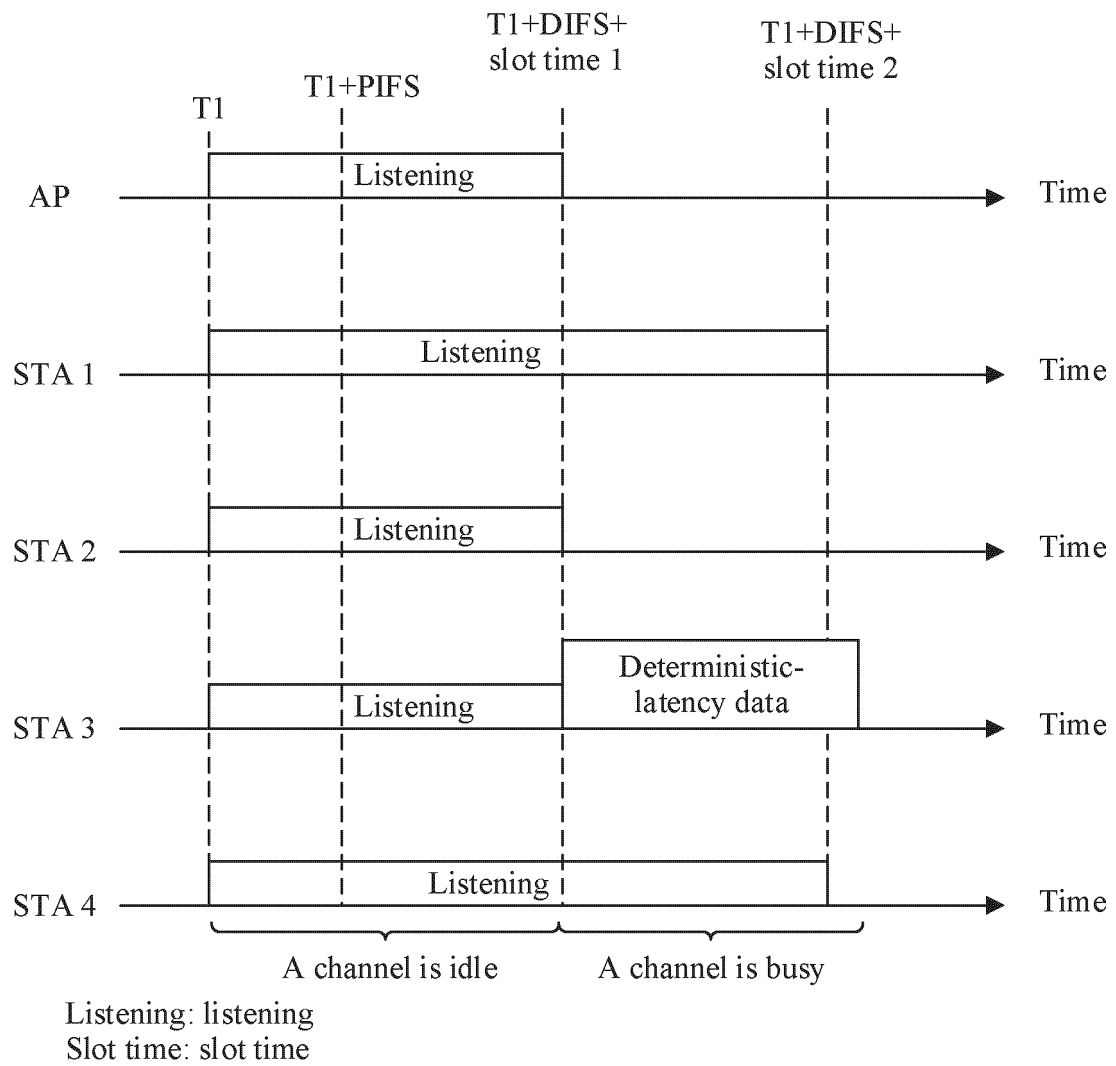 T1
T1+PIFS
T1+DIFS+
slot time 1
T1+DIFS+
slot time 2
AP
Listening
Time
STA 1
Listening
Time
STA 2
Listening
Time
STA 3
Listening
Deterministic-
latency data
Time
STA 4
Listening
Time
A channel is idle
A channel is busy
Listening: listening
Slot time: slot time